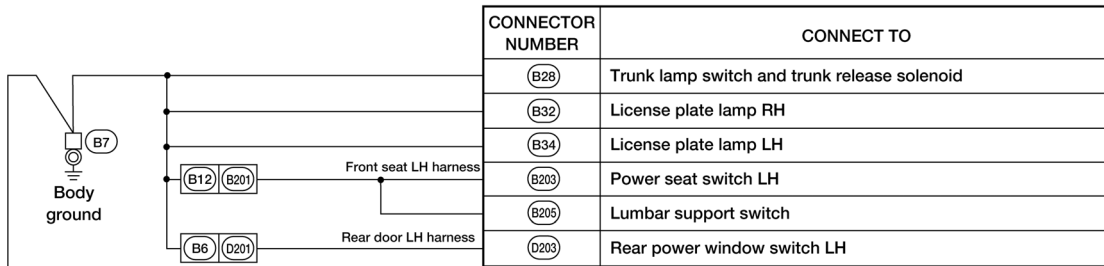 CONNECTOR
NUMBER
CONNECT TO
B28
Trunk lamp switch and trunk release solenoid
B32
License plate lamp RH
B7
B34
License plate lamp LH
Body
ground
B12
B201
Front seat LH harness
B203
Power seat switch LH
B205
Lumbar support switch
B6
D201
Rear door LH harness
D203
Rear power window switch LH